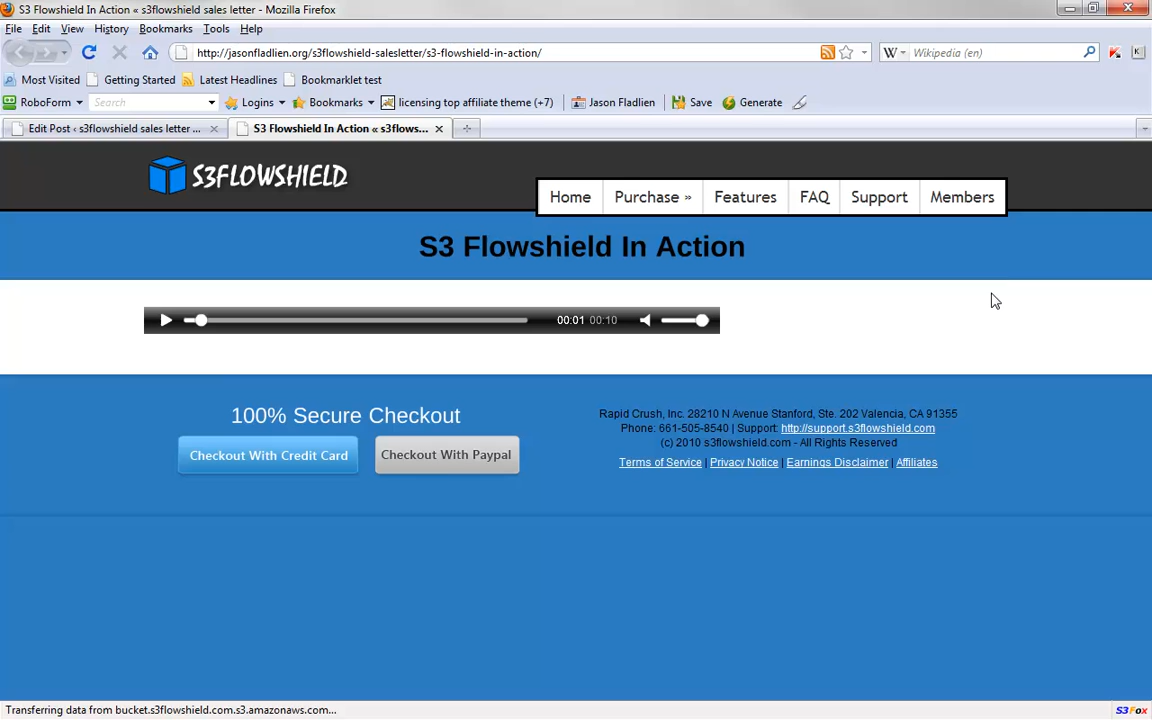 S3 Flowshield In Action « s3flowshield sales letter - Mozilla Firefox
File Edit View History Bookmarks Tools Help
http://jasonfladlien.org/s3flowshield-salesletter/s3-flowshield-in-action/ W Wikipedia (en) K
Most Visited Getting Started Latest Headlines Bookmarklet test
RoboForm Search Logins Bookmarks licensing top affiliate theme (+7) Jason Fladlien Save Generate
Edit Post ‹ s3flowshield sales letter ... S3 Flowshield In Action « s3flows...
S3FLOWSHIELD
Home Purchase » Features FAQ Support Members
S3 Flowshield In Action
00:01 00:10
100% Secure Checkout
Checkout With Credit Card Checkout With Paypal
Rapid Crush, Inc. 28210 N Avenue Stanford, Ste. 202 Valencia, CA 91355
Phone: 661-505-8540 | Support: http://support.s3flowshield.com
(c) 2010 s3flowshield.com - All Rights Reserved
Terms of Service | Privacy Notice | Earnings Disclaimer | Affiliates
Transferring data from bucket.s3flowshield.com.s3.amazonaws.com... S3Fox